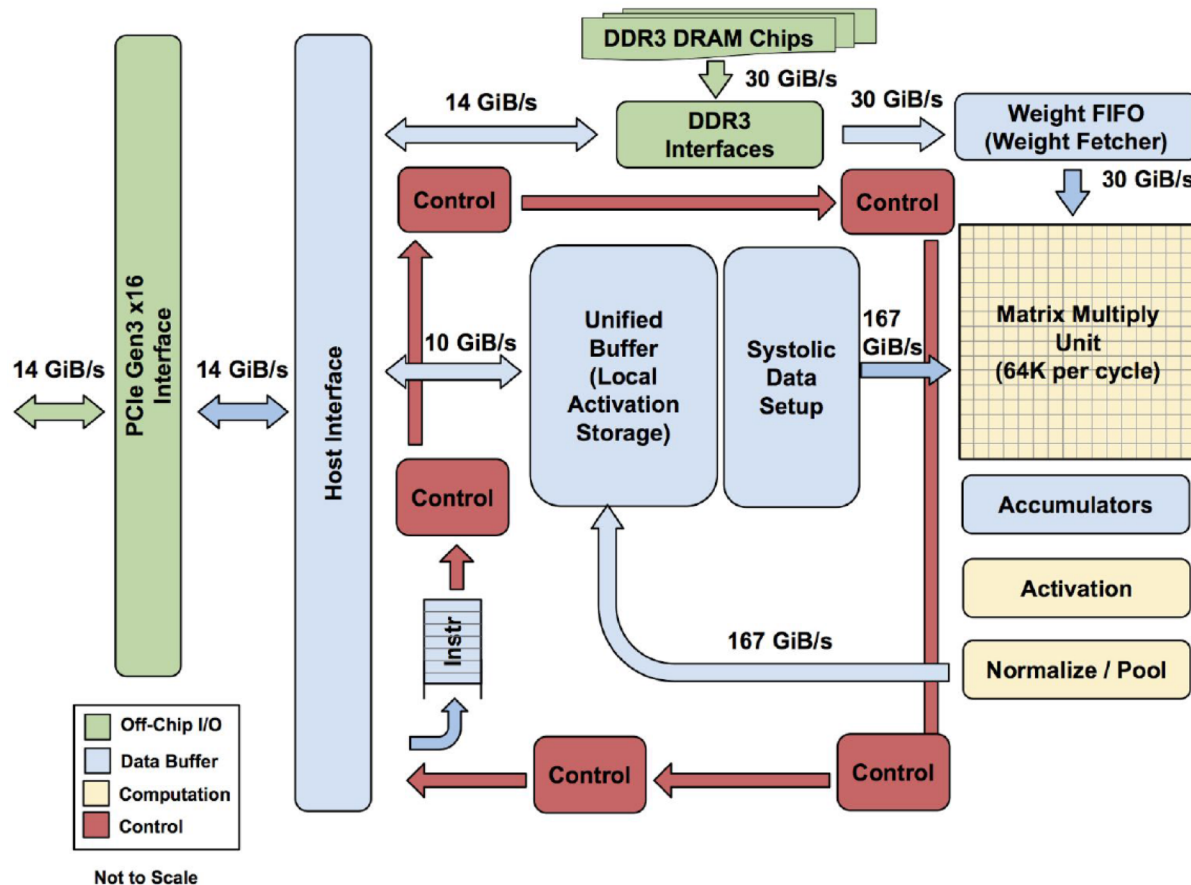 DDR3 DRAM Chips
30 GiB/s
14 GiB/s
30 GiB/s
DDR3
Interfaces
Weight FIFO
(Weight Fetcher)
30 GiB/s
Control
Control
PCIe Gen3 x16
Interface
Host Interface
14 GiB/s
14 GiB/s
10 GiB/s
Unified
Buffer
(Local
Activation
Storage)
Systolic
Data
Setup
167
GiB/s
Matrix Multiply
Unit
(64K per cycle)
Control
Accumulators
Activation
Instr
167 GiB/s
Normalize / Pool
Control
Control
Off-Chip I/O
Data Buffer
Computation
Control
Not to Scale